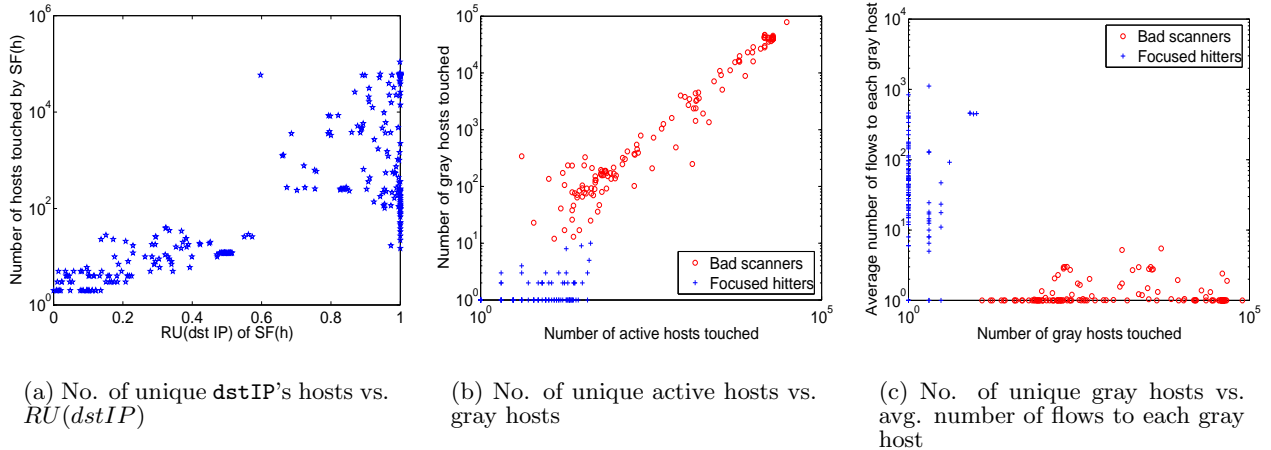 10^6
10^4
10^2
10^0
0
0.2
0.4
0.6
0.8
1
Number of hosts touched by SF(h)
RU(dst IP) of SF(h)
10^5
10^4
10^3
10^2
10^1
10^0
10^0
10^5
Number of gray hosts touched
Number of active hosts touched
Bad scanners
Focused hitters
10^4
10^3
10^2
10^1
10^0
10^0
10^5
Average number of flows to each gray host
Number of gray hosts touched
Bad scanners
Focused hitters
(a) No. of unique dstIP's hosts vs.
RU(dstIP)
(b) No. of unique active hosts vs.
gray hosts
(c) No. of unique gray hosts vs.
avg. number of flows to each gray
host